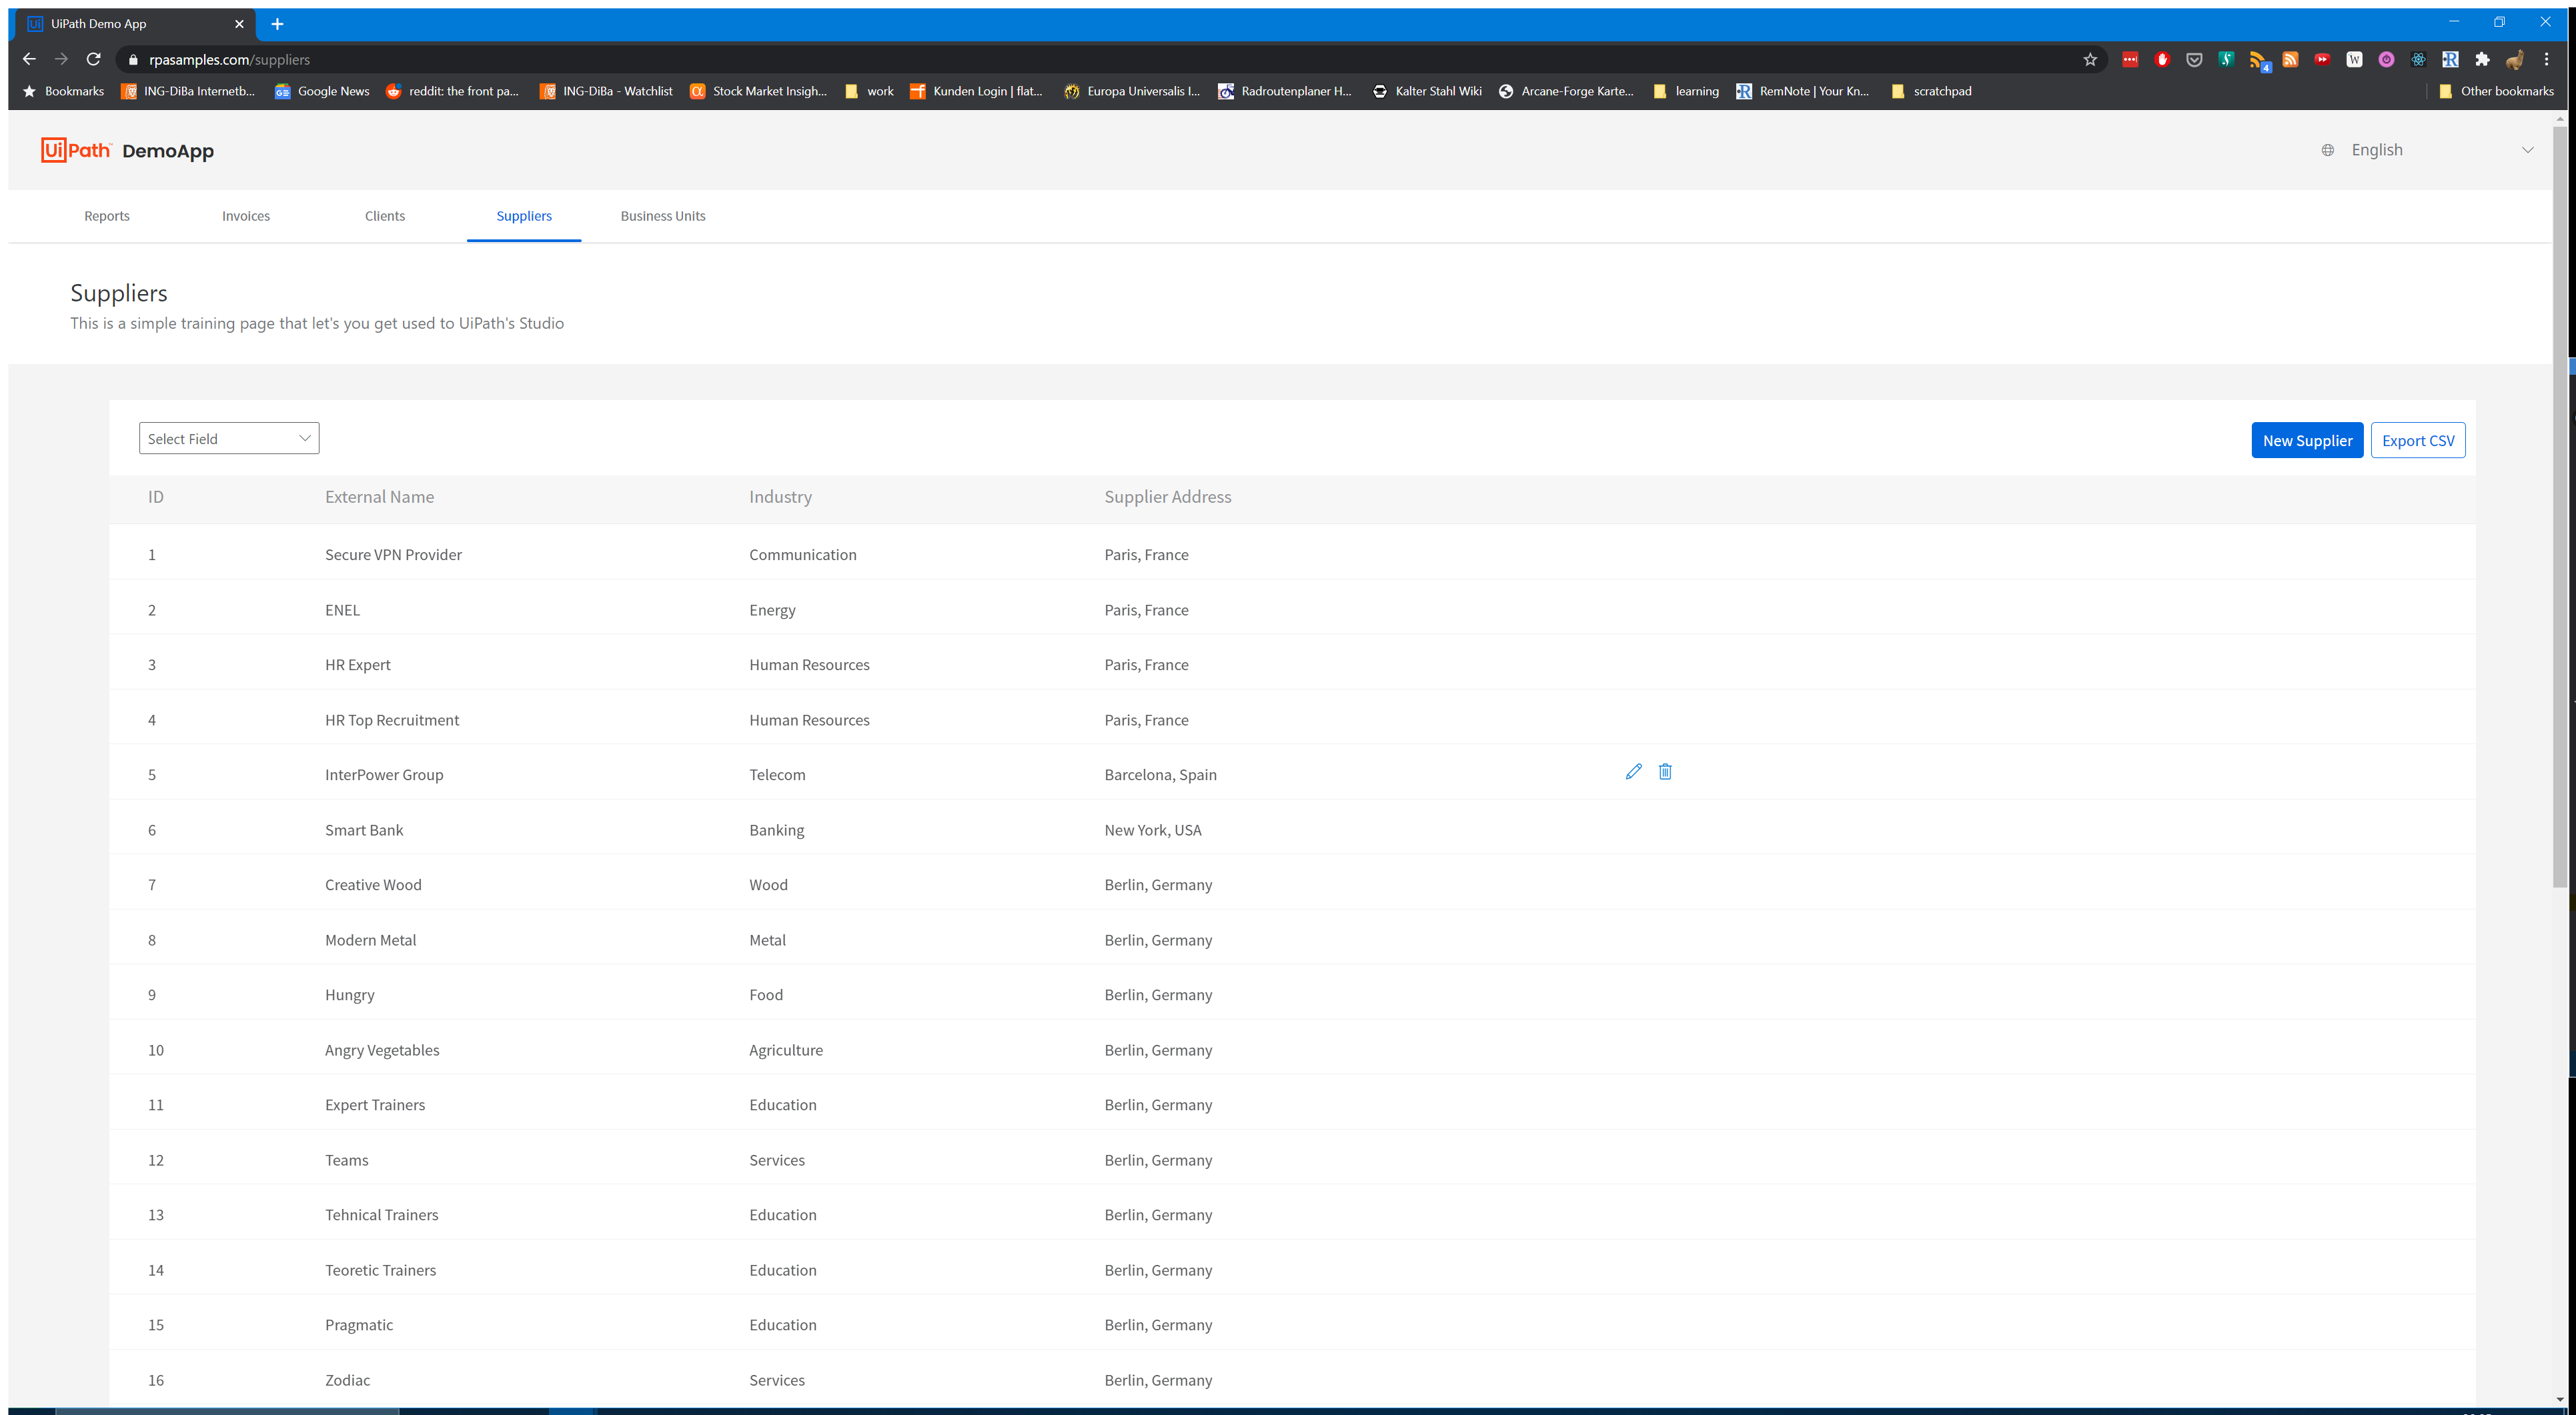 UiPath Demo App
rpasamples.com/suppliers
Bookmarks ING-DiBa Internetb... Google News reddit: the front pa... ING-DiBa - Watchlist Stock Market Insigh... work Kunden Login | flat... Europa Universalis I... Radroutenplaner H... Kalter Stahl Wiki Arcane-Forge Karte... learning RemNote | Your Kn... scratchpad Other bookmarks
UiPath DemoApp English
Reports Invoices Clients Suppliers Business Units
Suppliers
This is a simple training page that let's you get used to UiPath's Studio
Select Field New Supplier Export CSV
ID External Name Industry Supplier Address
1 Secure VPN Provider Communication Paris, France
2 ENEL Energy Paris, France
3 HR Expert Human Resources Paris, France
4 HR Top Recruitment Human Resources Paris, France
5 InterPower Group Telecom Barcelona, Spain
6 Smart Bank Banking New York, USA
7 Creative Wood Wood Berlin, Germany
8 Modern Metal Metal Berlin, Germany
9 Hungry Food Berlin, Germany
10 Angry Vegetables Agriculture Berlin, Germany
11 Expert Trainers Education Berlin, Germany
12 Teams Services Berlin, Germany
13 Tehnical Trainers Education Berlin, Germany
14 Teoretic Trainers Education Berlin, Germany
15 Pragmatic Education Berlin, Germany
16 Zodiac Services Berlin, Germany